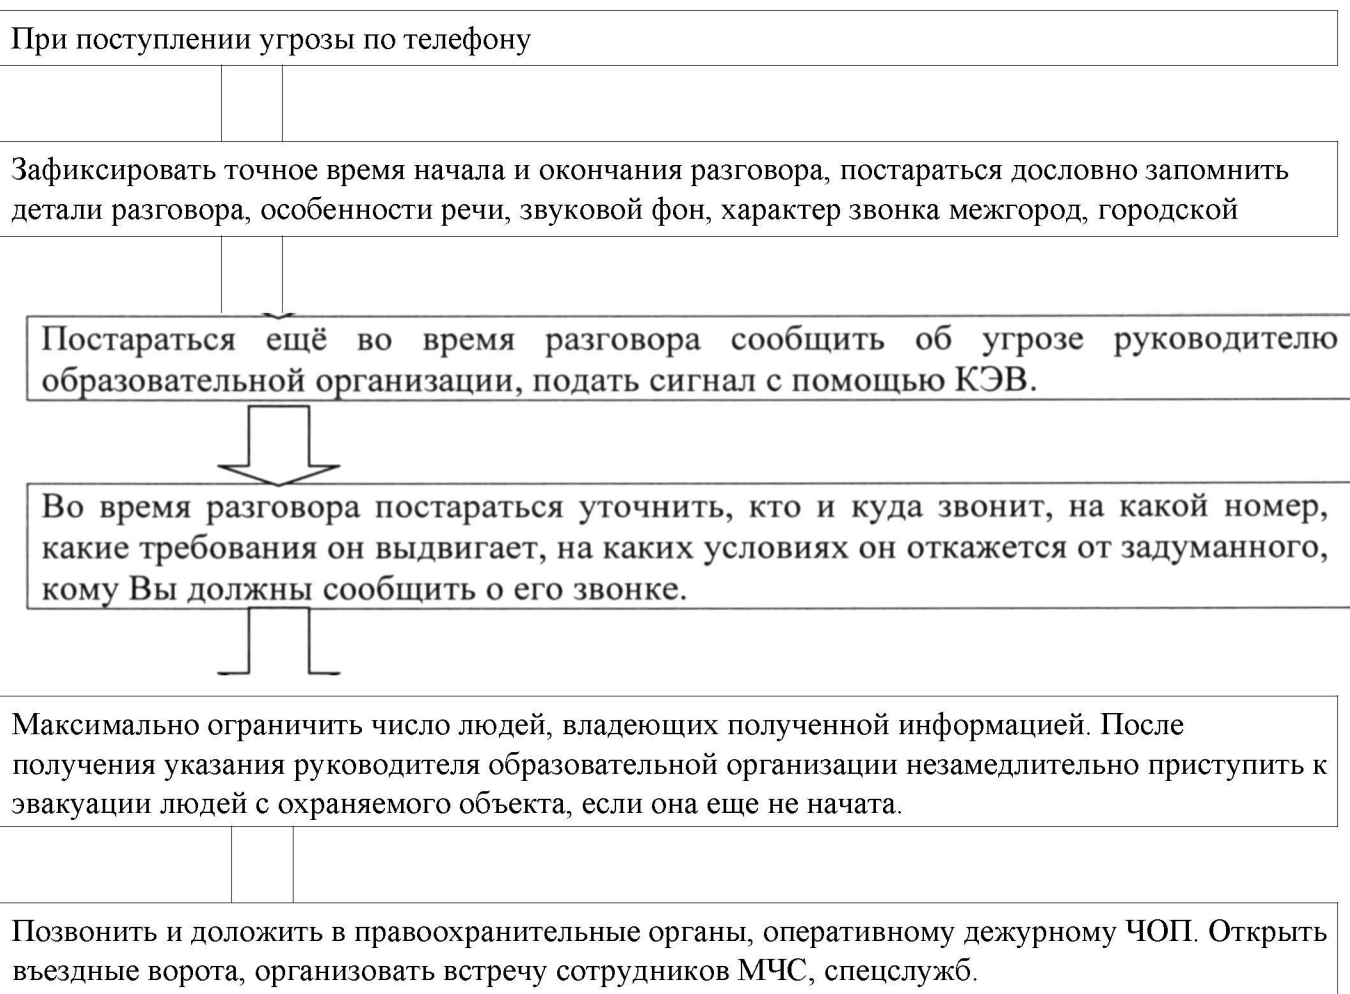 При поступлении угрозы по телефону
Зафиксировать точное время начала и окончания разговора, постараться дословно запомнить
детали разговора, особенности речи, звуковой фон, характер звонка межгород, городской
Постараться ещё во время разговора сообщить об угрозе руководителю
образовательной организации, подать сигнал с помощью КЭВ.
Во время разговора постараться уточнить, кто и куда звонит, на какой номер,
какие требования он выдвигает, на каких условиях он откажется от задуманного,
кому Вы должны сообщить о его звонке.
Максимально ограничить число людей, владеющих полученной информацией. После
получения указания руководителя образовательной организации незамедлительно приступить к
эвакуации людей с охраняемого объекта, если она еще не начата.
Позвонить и доложить в правоохранительные органы, оперативному дежурному ЧОП. Открыть
въездные ворота, организовать встречу сотрудников МЧС, спецслужб.